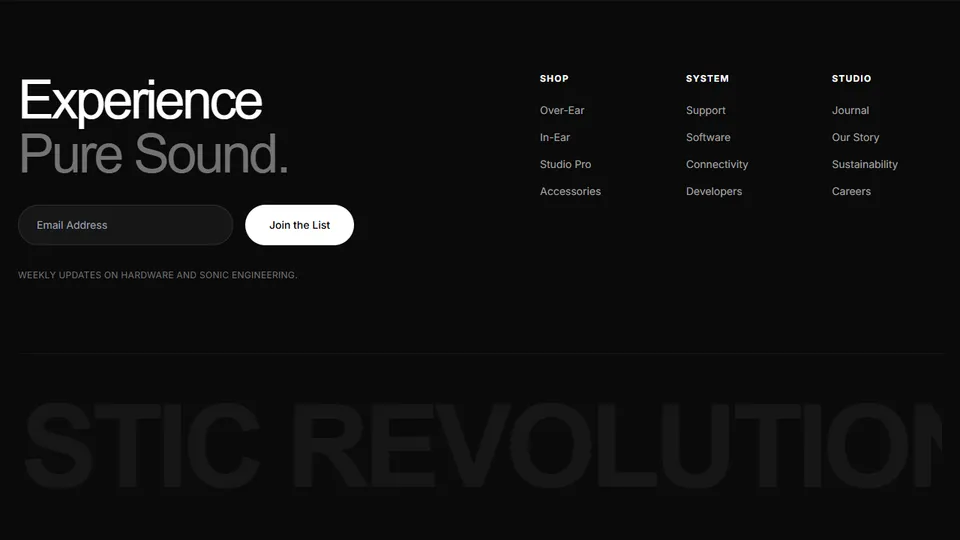 Experience
Pure Sound.
Email Address
Join the List
WEEKLY UPDATES ON HARDWARE AND SONIC ENGINEERING.
SHOP
Over-Ear
In-Ear
Studio Pro
Accessories
SYSTEM
Support
Software
Connectivity
Developers
STUDIO
Journal
Our Story
Sustainability
Careers
STIC REVOLUTION